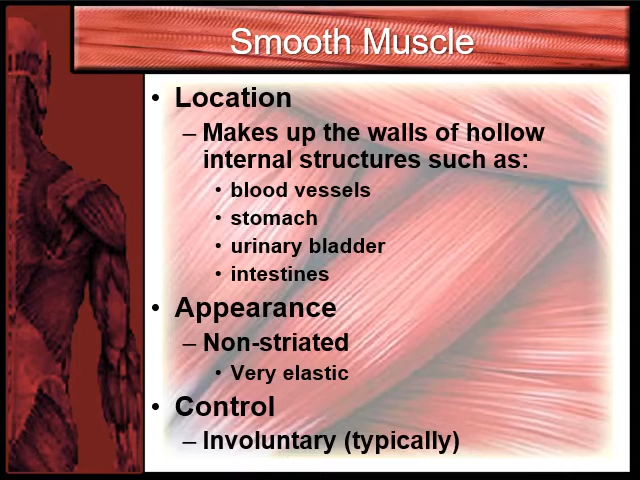 Smooth Muscle
• Location
– Makes up the walls of hollow
internal structures such as:
• blood vessels
• stomach
• urinary bladder
• intestines
• Appearance
– Non-striated
• Very elastic
• Control
– Involuntary (typically)